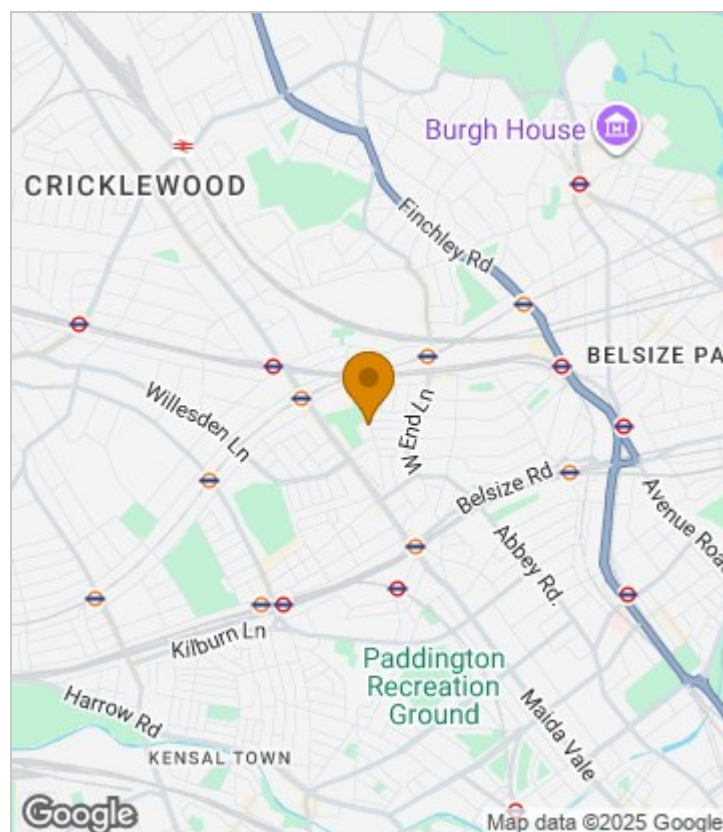 Burgh House
CRICKLEWOOD
Finchley Rd
BELSIZE PA
Willesden Ln
W End Ln
Belsize Rd
Avenue Road
Abbey Rd.
Kilburn Ln
Paddington
Recreation
Ground
Harrow Rd
Maida Vale
KENSAL TOWN
Google
Map data ©2025 Google